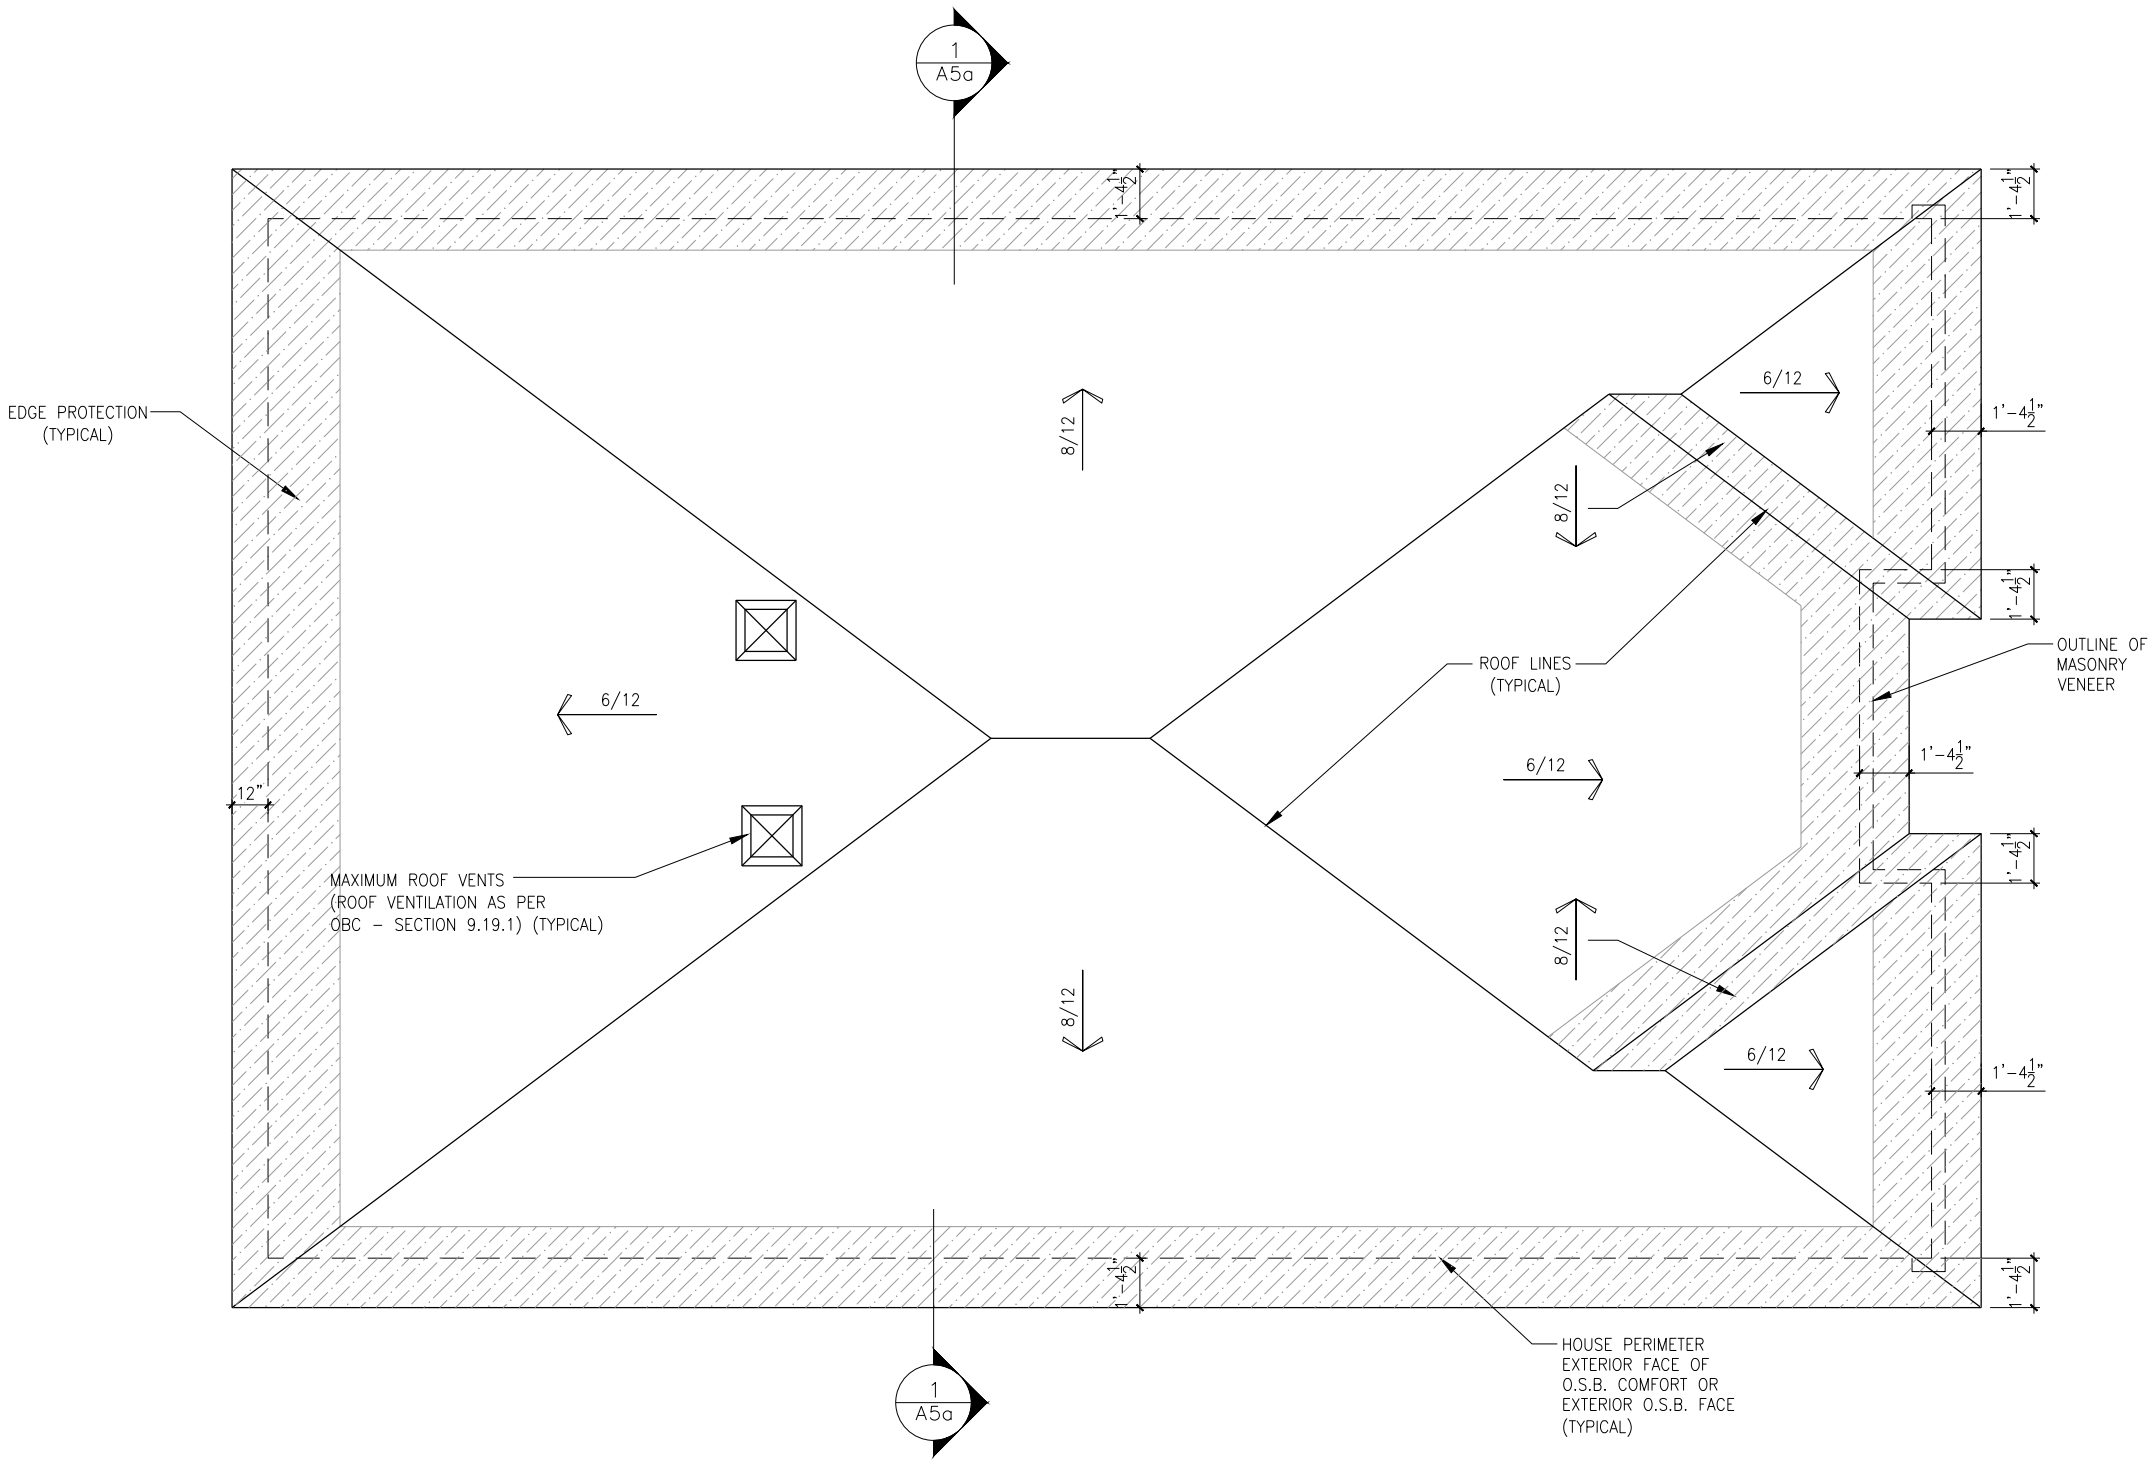 1
A5a
1'-4 1/2"
1'-4 1/2"
6/12
EDGE PROTECTION
(TYPICAL)
8/12
1'-4 1/2"
8/12
1'-4 1/2"
OUTLINE OF
MASONRY
VENEER
ROOF LINES
(TYPICAL)
6/12
1'-4 1/2"
6/12
12"
1'-4 1/2"
MAXIMUM ROOF VENTS
(ROOF VENTILATION AS PER
OBC - SECTION 9.19.1) (TYPICAL)
8/12
8/12
6/12
1'-4 1/2"
1'-4 1/2"
1'-4 1/2"
HOUSE PERIMETER
EXTERIOR FACE OF
O.S.B. COMFORT OR
EXTERIOR O.S.B. FACE
(TYPICAL)
1
A5a